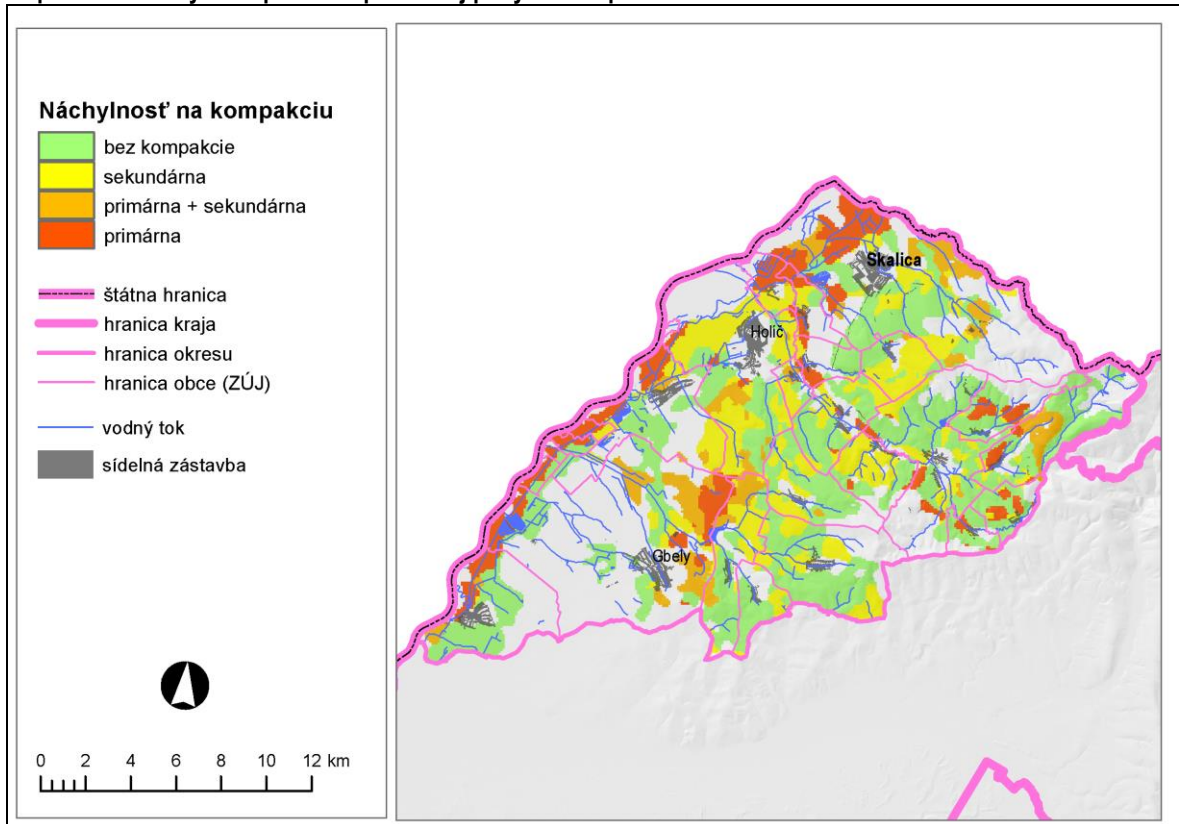 Náchylnosť na kompakciu
bez kompakcie
sekundárna
primárna + sekundárna
primárna
štátna hranica
hranica kraja
hranica okresu
hranica obce (ZÚJ)
vodný tok
sídelná zástavba
0 2 4 6 8 10 12 km
Skalica
Holíč
Gbely